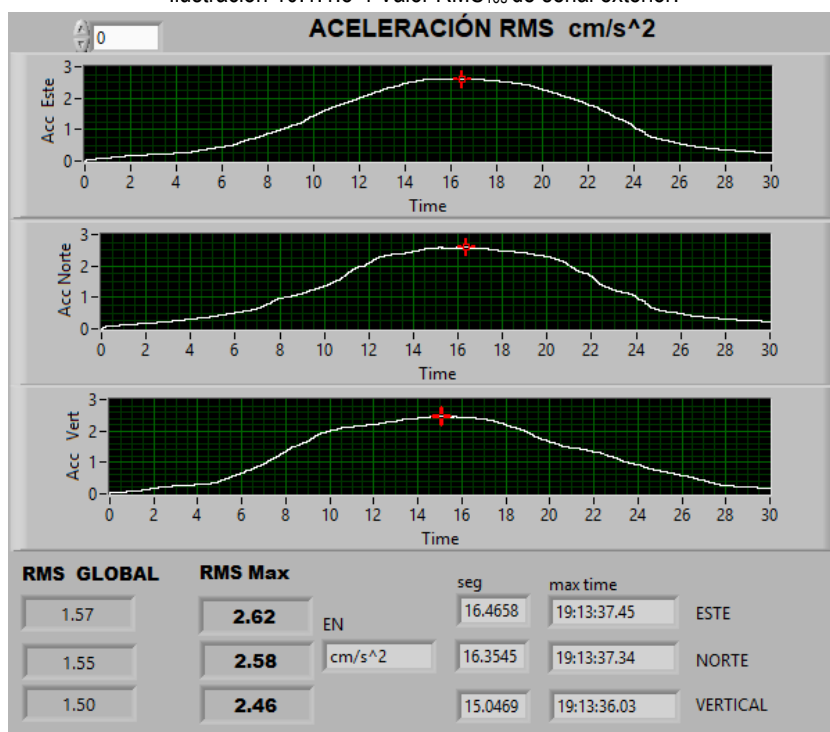 ACELERACIÓN RMS cm/s^2
0
Acc Este
3
2
1
0
0 2 4 6 8 10 12 14 16 18 20 22 24 26 28 30
Time
Acc Norte
3
2
1
0
0 2 4 6 8 10 12 14 16 18 20 22 24 26 28 30
Time
Acc Vert
3
2
1
0
0 2 4 6 8 10 12 14 16 18 20 22 24 26 28 30
Time
RMS GLOBAL RMS Max seg max time
1.57 2.62 EN 16.4658 19:13:37.45 ESTE
1.55 2.58 cm/s^2 16.3545 19:13:37.34 NORTE
1.50 2.46 15.0469 19:13:36.03 VERTICAL